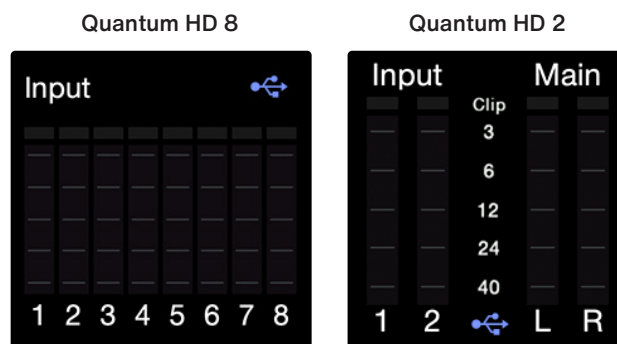 Quantum HD 8
Input
1 2 3 4 5 6 7 8
Quantum HD 2
Input Main
Clip
3
6
12
24
40
1 2 L R